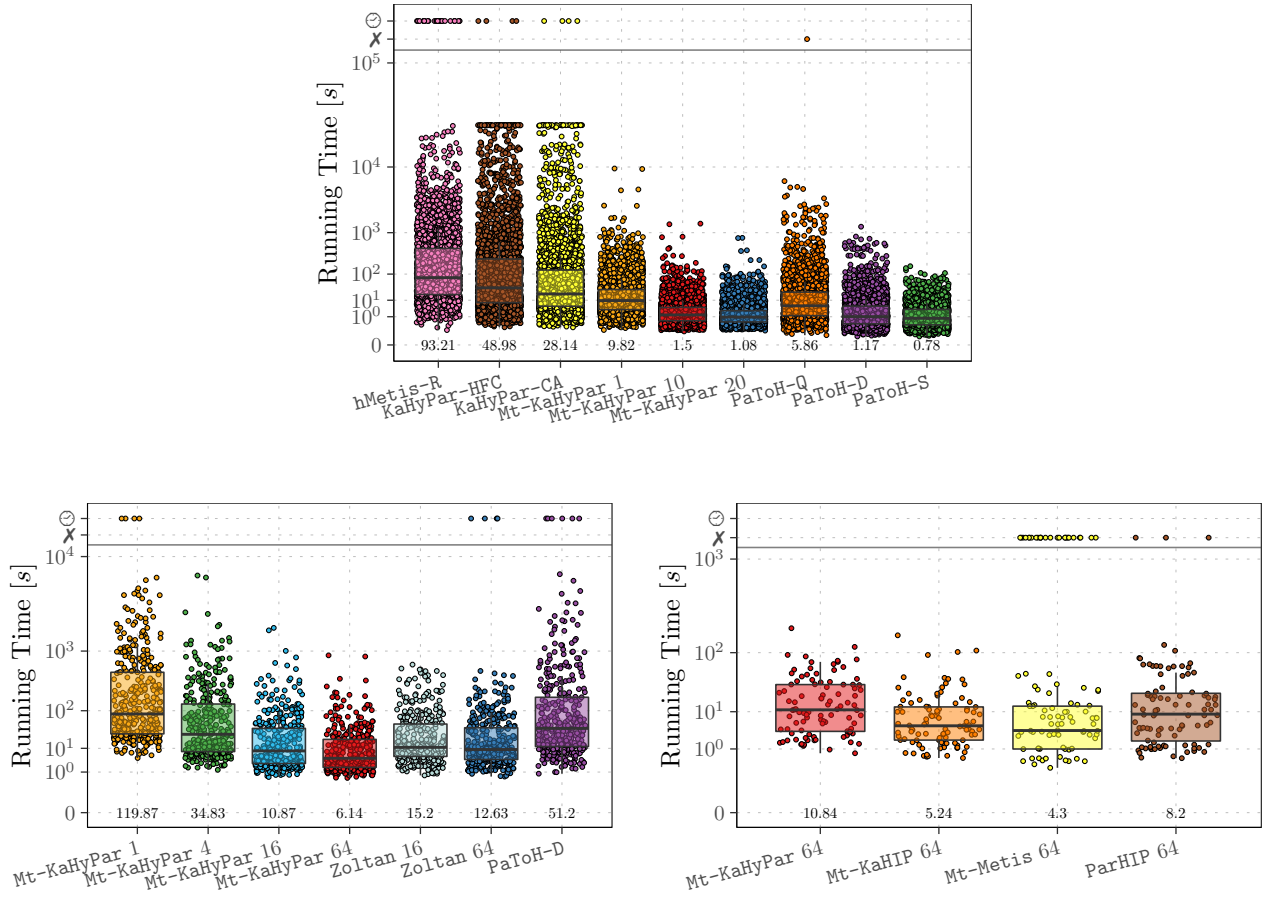 ✗
10^5
10^4
10^3
10^2
10^1
10^0
0
Running Time [s]
93.21 48.98 28.14 9.82 1.5 1.08 5.86 1.17 0.78
hMetis-R KaHyPar-HFC KaHyPar-CA Mt-KaHyPar 1 Mt-KaHyPar 10 Mt-KaHyPar 20 PaToH-Q PaToH-D PaToH-S
✗
10^4
10^3
10^2
10^1
10^0
0
Running Time [s]
119.87 34.83 10.87 6.14 15.2 12.63 51.2
Mt-KaHyPar 1 Mt-KaHyPar 4 Mt-KaHyPar 16 Mt-KaHyPar 64 Zoltan 16 Zoltan 64 PaToH-D
✗
10^3
10^2
10^1
10^0
0
Running Time [s]
10.84 5.24 4.3 8.2
Mt-KaHyPar 64 Mt-KaHIP 64 Mt-Metis 64 ParHIP 64